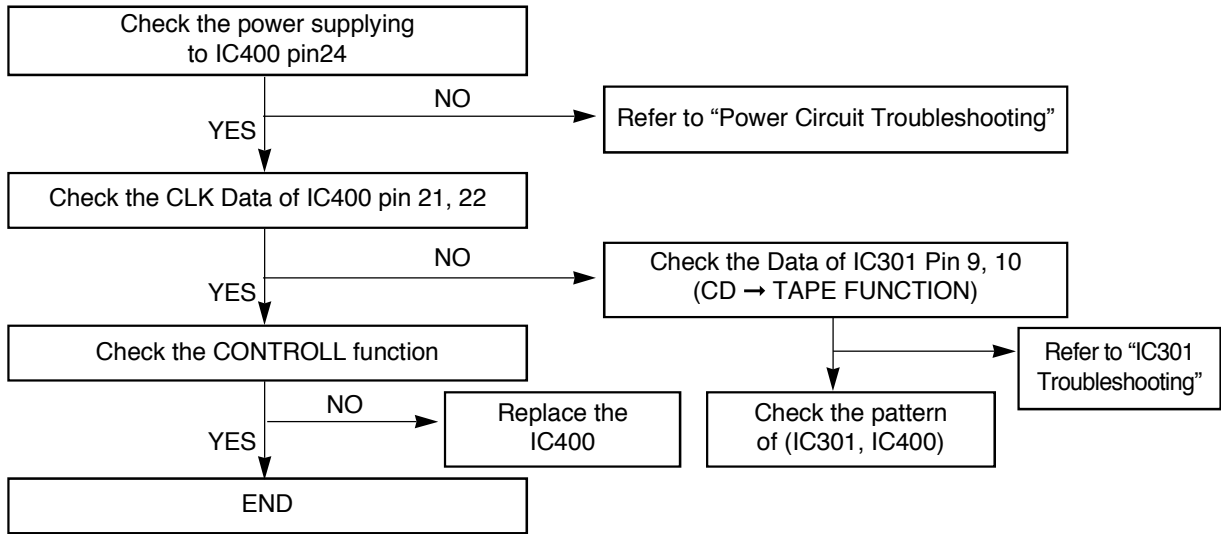 Check the power supplying
to IC400 pin24
NO
Refer to “Power Circuit Troubleshooting”
YES
Check the CLK Data of IC400 pin 21, 22
NO
Check the Data of IC301 Pin 9, 10
(CD → TAPE FUNCTION)
YES
Check the CONTROLL function
Refer to “IC301
Troubleshooting”
NO
Replace the
IC400
Check the pattern
of (IC301, IC400)
YES
END